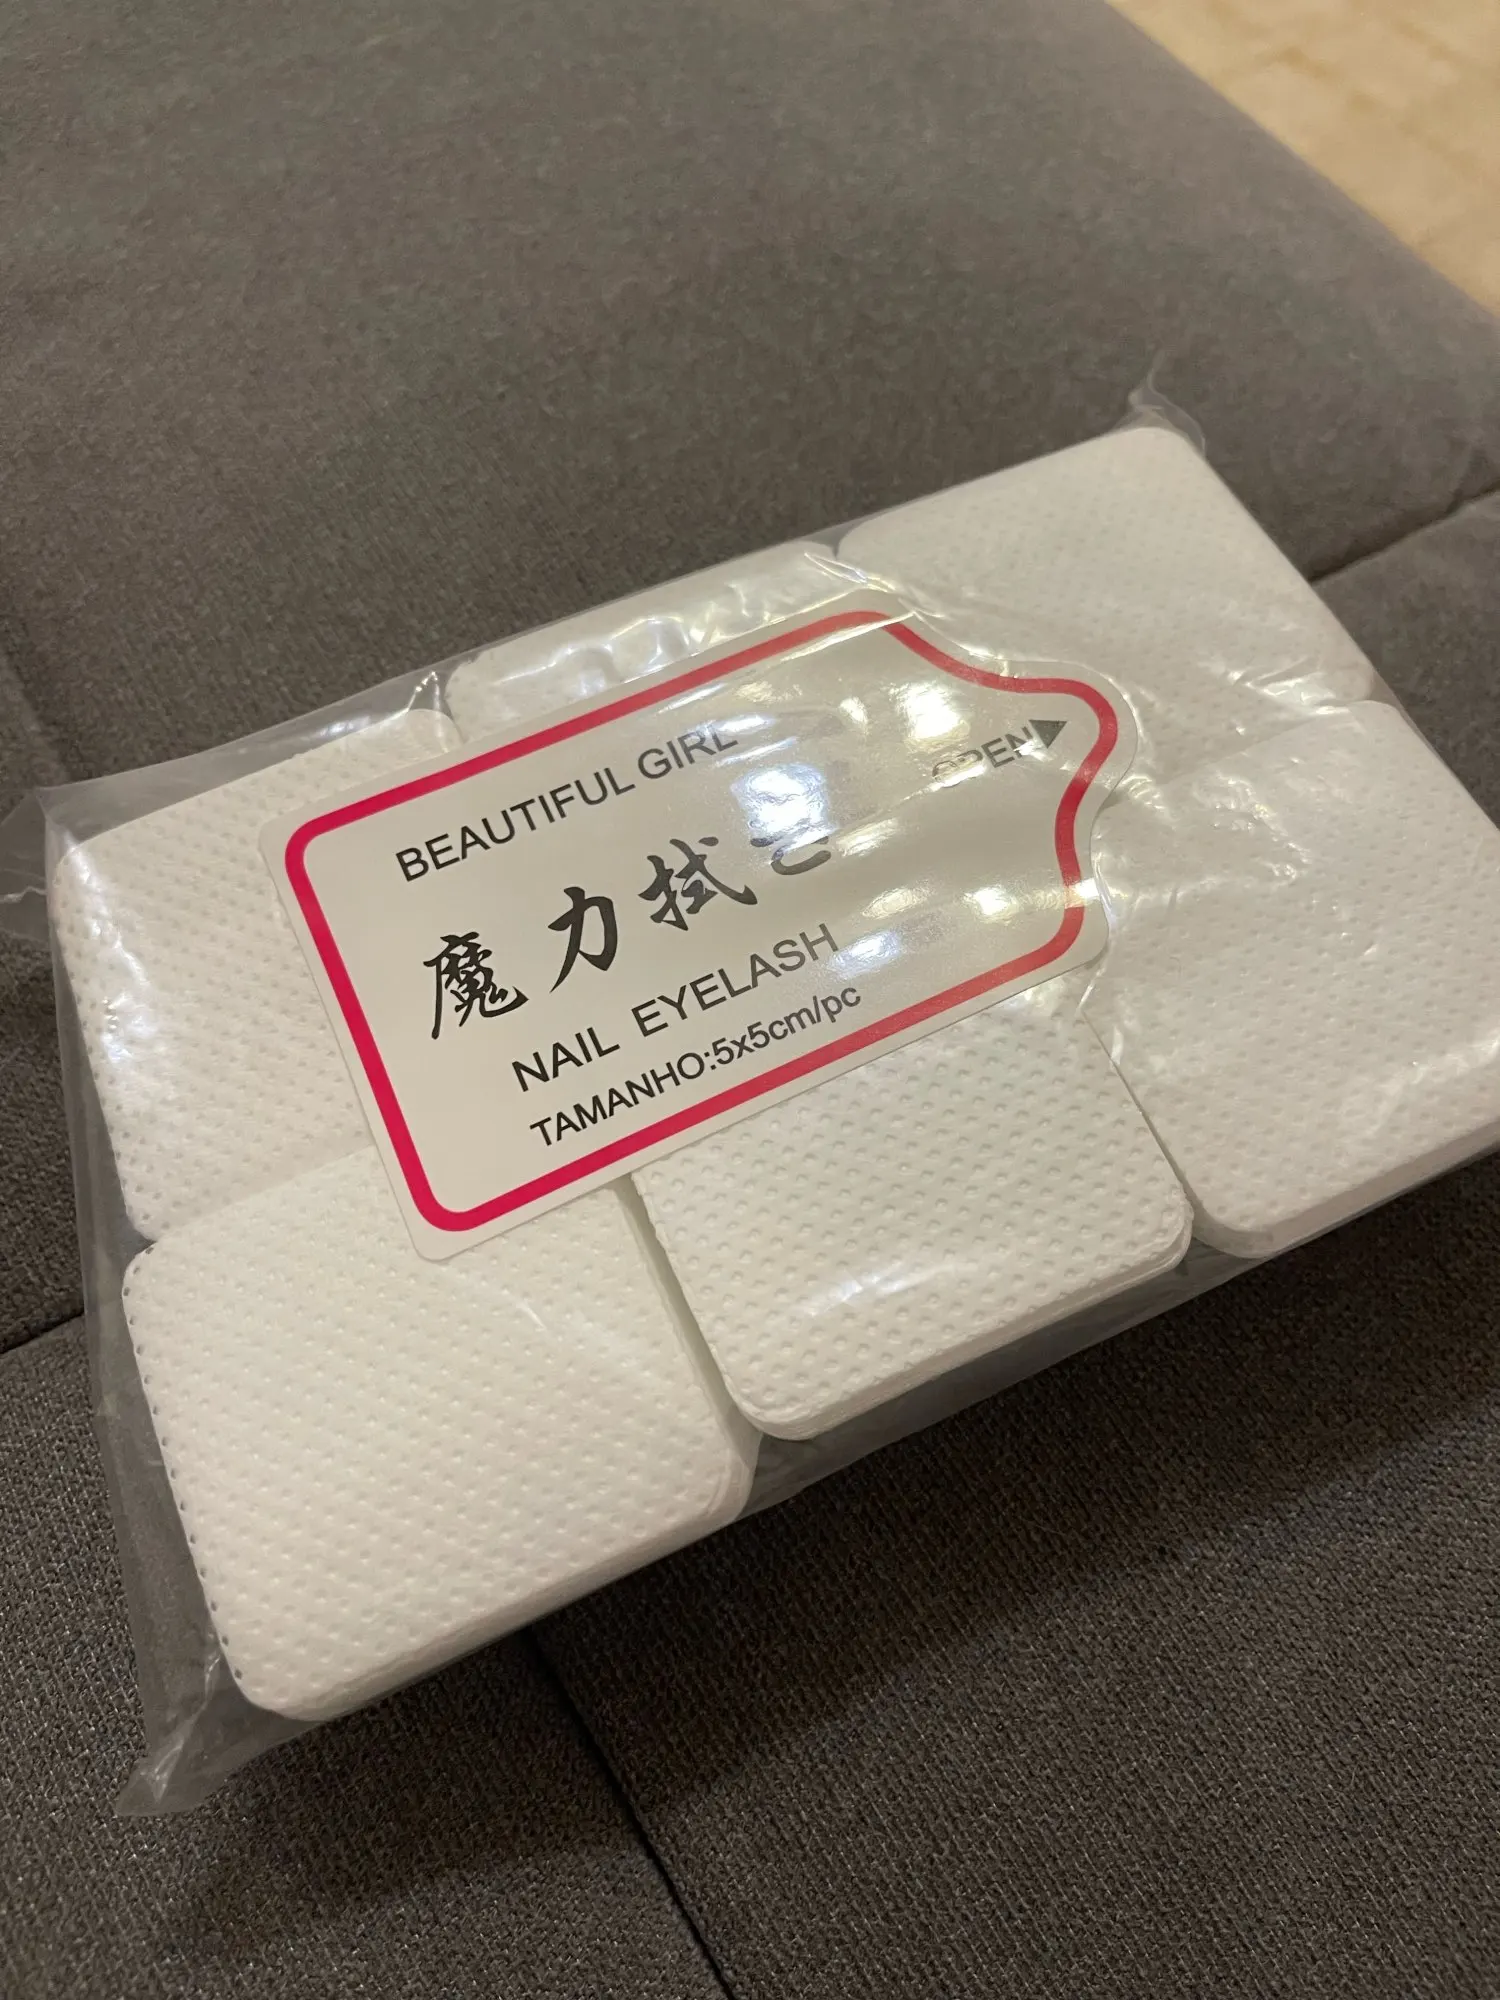 BEAUTIFUL GIRL
OPEN
魔力拭
NAIL EYELASH
TAMANHO:5x5cm/pc